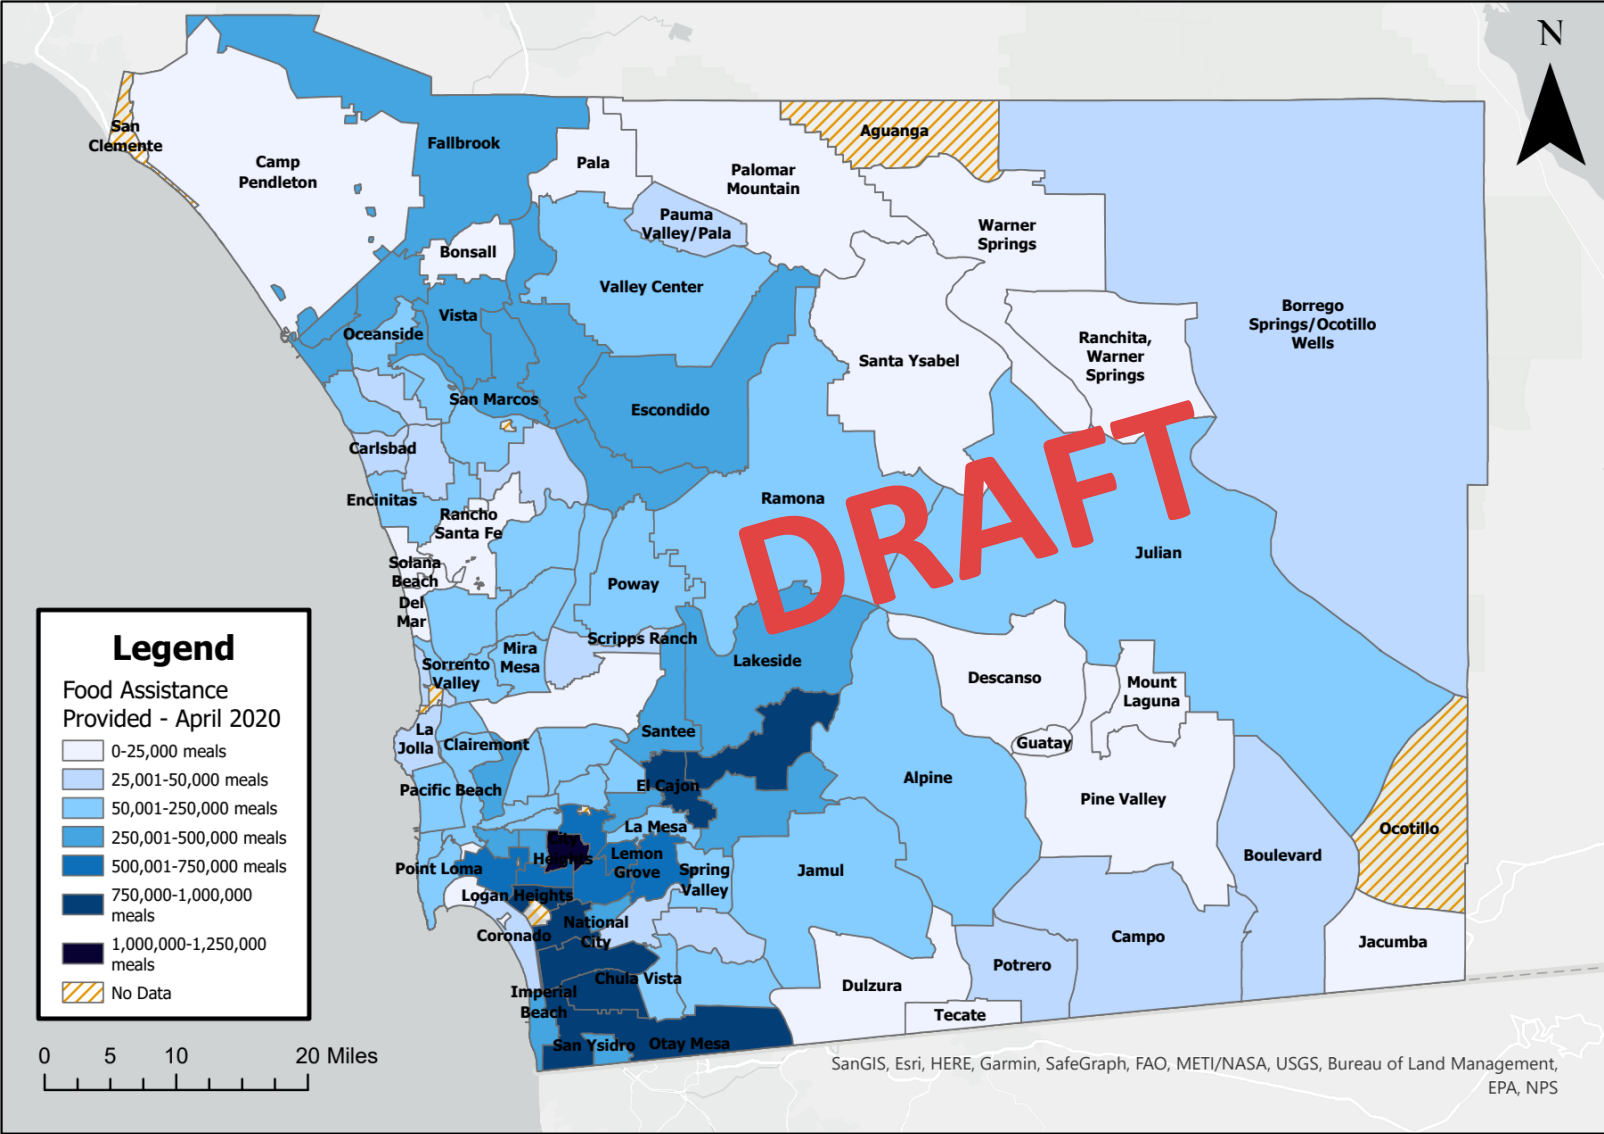 N
San
Clemente
Camp
Pendleton
Fallbrook
Pala
Palomar
Mountain
Aguanga
Pauma
Valley/Pala
Warner
Springs
Bonsall
Valley Center
Borrego
Springs/Ocotillo
Wells
Vista
Oceanside
Santa Ysabel
Ranchita,
Warner
Springs
San Marcos
Escondido
Carlsbad
Encinitas
Ramona
DRAFT
Rancho
Santa Fe
Julian
Solana
Beach
Poway
Del
Mar
Scripps Ranch
Mira
Mesa
Sorrento
Valley
Lakeside
Descanso
Mount
Laguna
La
Jolla
Clairemont
Santee
Guatay
Pacific Beach
El Cajon
Alpine
Pine Valley
La Mesa
Ocotillo
City
Heights
Lemon
Grove
Point Loma
Spring
Valley
Jamul
Boulevard
Logan Heights
National
City
Coronado
Campo
Jacumba
Chula Vista
Potrero
Dulzura
Imperial
Beach
Tecate
San Ysidro
Otay Mesa
Legend
Food Assistance
Provided - April 2020
0-25,000 meals
25,001-50,000 meals
50,001-250,000 meals
250,001-500,000 meals
500,001-750,000 meals
750,000-1,000,000
meals
1,000,000-1,250,000
meals
No Data
0 5 10 20 Miles
SanGIS, Esri, HERE, Garmin, SafeGraph, FAO, METI/NASA, USGS, Bureau of Land Management,
EPA, NPS